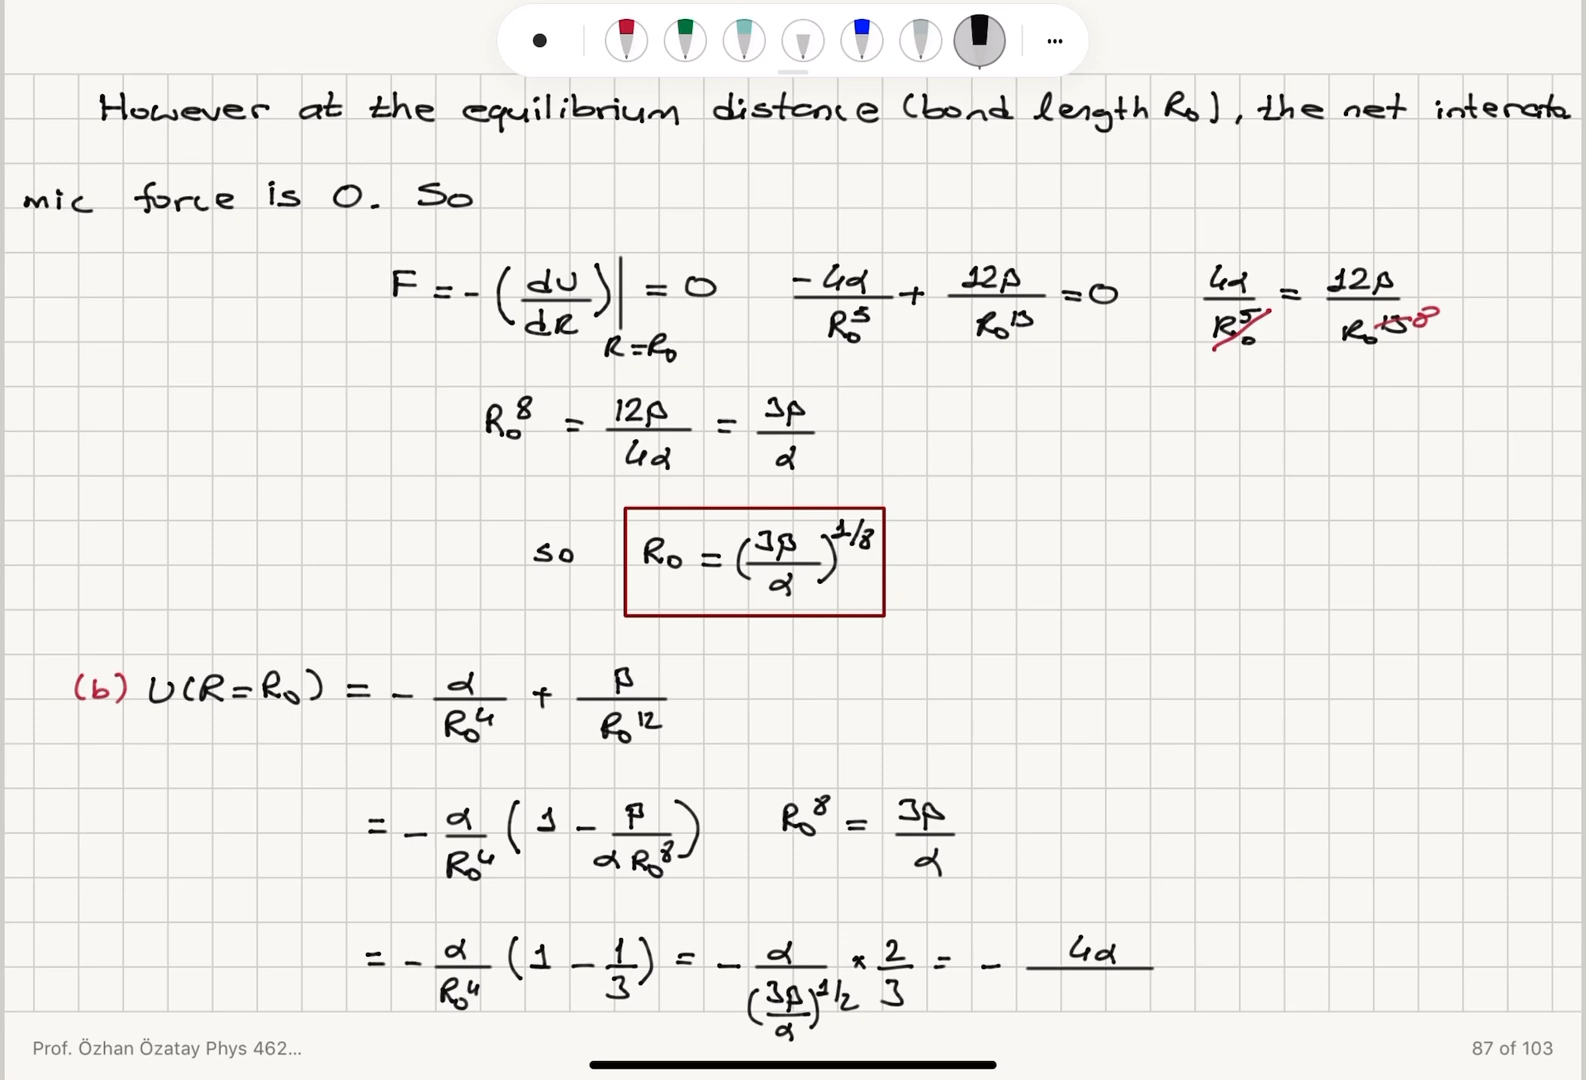 However at the equilibrium distance (bond length R₀), the net interato
mic force is 0. So
F = -(dU/dR)|R=R₀ = 0   -4α/R₀⁵ + 12β/R₀¹³ = 0   4α/R₀⁵ = 12β/R₀¹³ 8
R₀⁸ = 12β/4α = 3β/α
so R₀ = (3β/α)^1/8
(b) U(R=R₀) = - α/R₀⁴ + β/R₀¹²
= - α/R₀⁴ (1 - β/αR₀⁸)   R₀⁸ = 3β/α
= - α/R₀⁴ (1 - 1/3) = - α/(3β/α)^1/2 × 2/3 = - 4α/
Prof. Özhan Özatay Phys 462...
87 of 103